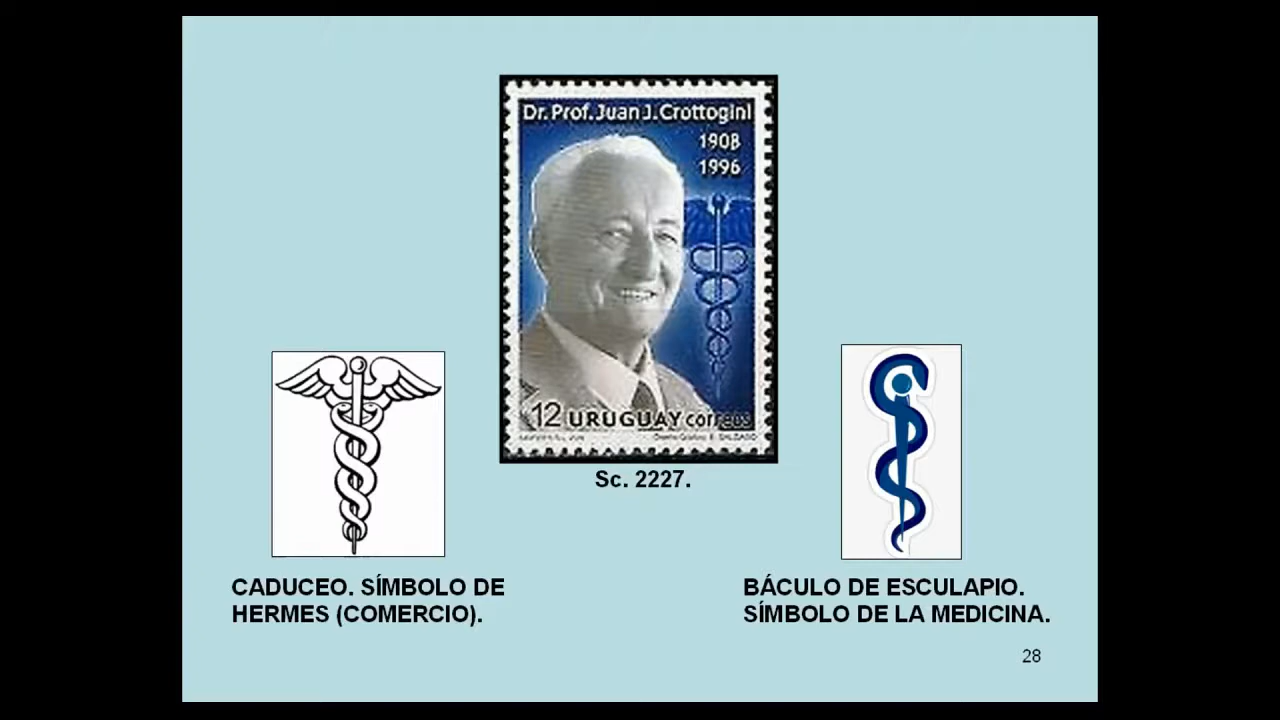 Dr. Prof. Juan J. Crottogini
1908
1996
12 URUGUAY correos
Sc. 2227.
CADUCEO. SÍMBOLO DE
HERMES (COMERCIO).
BÁCULO DE ESCULAPIO.
SÍMBOLO DE LA MEDICINA.
28